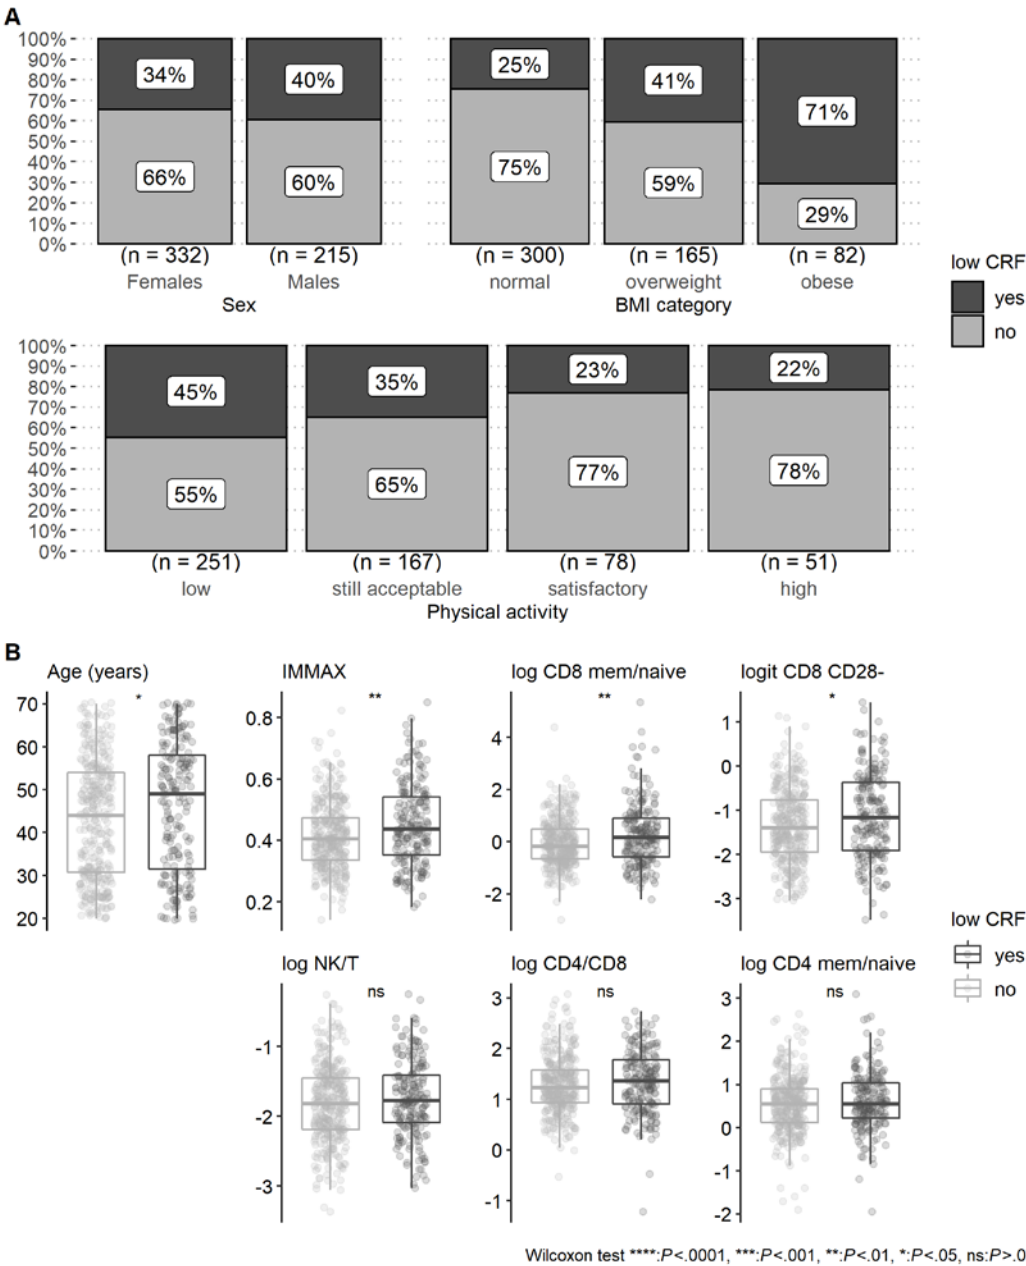 A
100%
90%
80%
70%
60%
50%
40%
30%
20%
10%
0%
34%
40%
25%
41%
71%
66%
60%
75%
59%
29%
(n = 332)
(n = 215)
(n = 300)
(n = 165)
(n = 82)
Females
Males
normal
overweight
obese
Sex
BMI category
low CRF
yes
no
100%
90%
80%
70%
60%
50%
40%
30%
20%
10%
0%
45%
35%
23%
22%
55%
65%
77%
78%
(n = 251)
(n = 167)
(n = 78)
(n = 51)
low
still acceptable
satisfactory
high
Physical activity
B
Age (years)
*
70
60
50
40
30
20
IMMAX
**
0.8
0.6
0.4
0.2
log CD8 mem/naive
**
4
2
0
-2
logit CD8 CD28-
*
1
0
-1
-2
-3
low CRF
yes
no
log NK/T
ns
-1
-2
-3
log CD4/CD8
ns
3
2
1
0
-1
log CD4 mem/naive
ns
3
2
1
0
-1
-2
Wilcoxon test ****:P<.0001, ***:P<.001, **:P<.01, *:P<.05, ns:P>.0